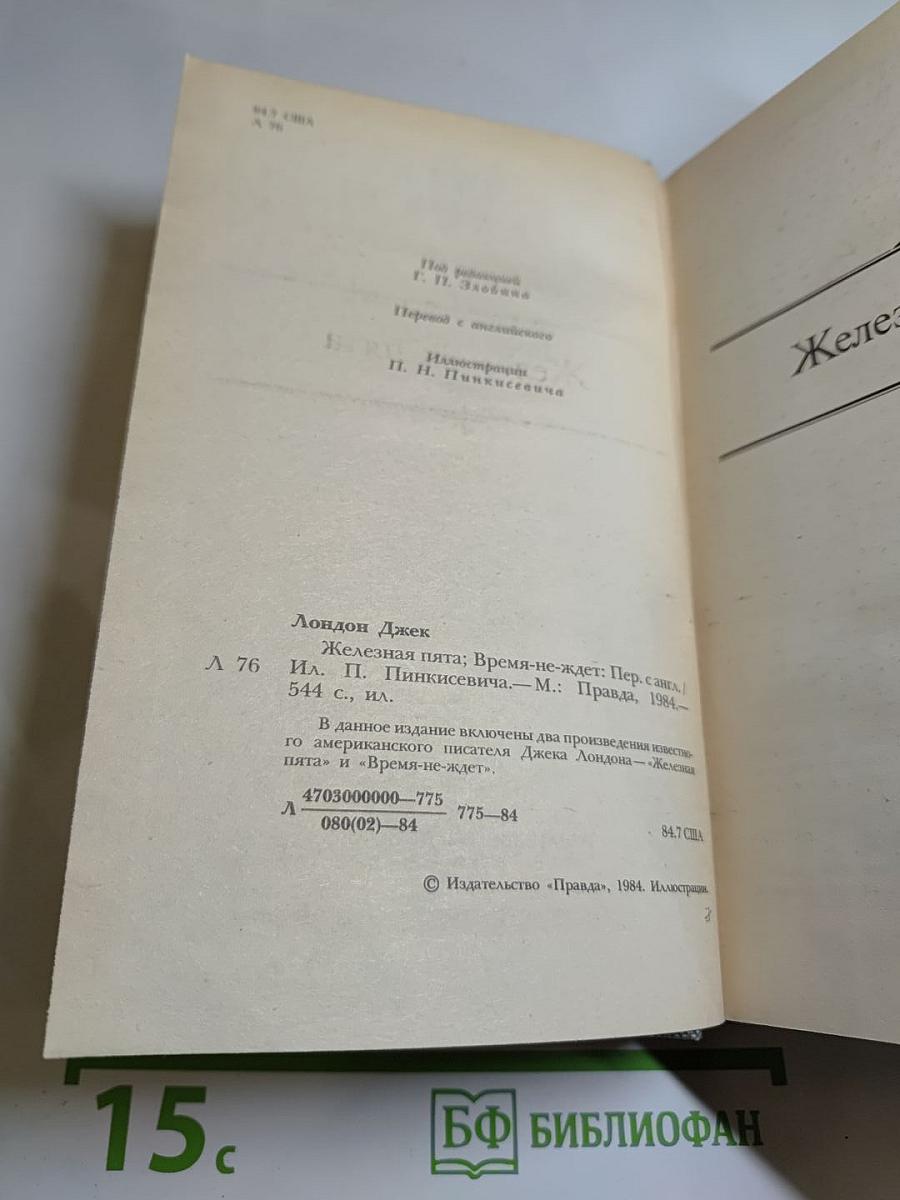 84.7 США
Л 76
Под редакцией
Г. П. Злобина
Перевод с английского
Иллюстрации
П. Н. Пинкисевича
Лондон Джек
Железная пята; Время-не-ждет: Пер. с англ./
Л 76 Ил. П. Пинкисевича.—М.: Правда, 1984.—
544 с., ил.
В данное издание включены два произведения известно-
го американского писателя Джека Лондона—«Железная
пята» и «Время-не-ждет».
Л 4703000000—775 775—84
080(02)—84
84.7 США
© Издательство «Правда», 1984. Иллюстрации.
Желез
15 с
БФ БИБЛИОФАН